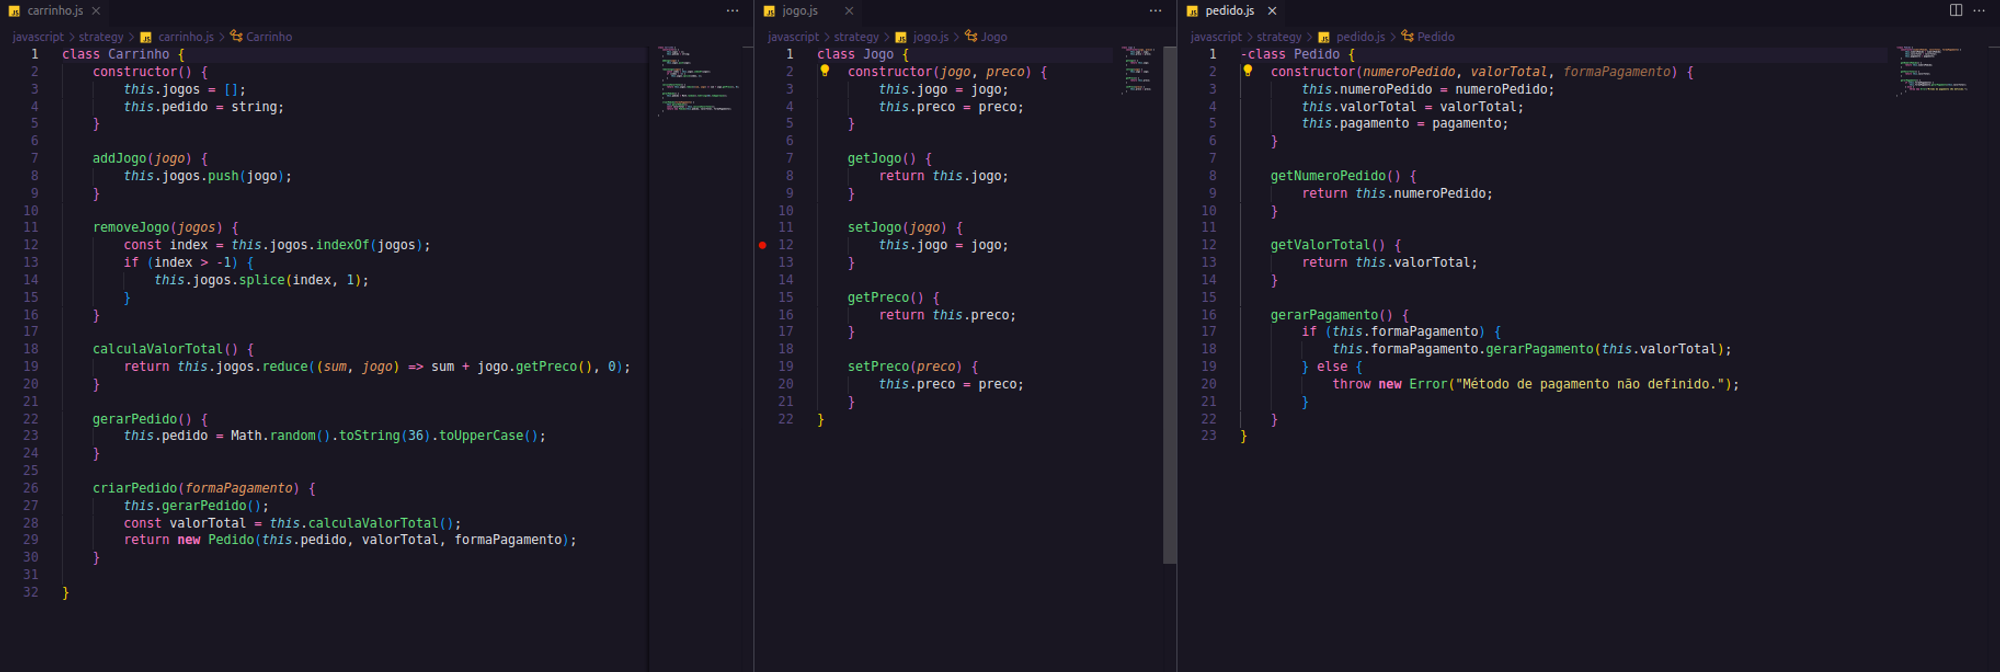 carrinho.js
javascript > strategy > carrinho.js > Carrinho
1 class Carrinho {
2 constructor() {
3 this.jogos = [];
4 this.pedido = string;
5 }
6
7 addJogo(jogo) {
8 this.jogos.push(jogo);
9 }
10
11 removeJogo(jogos) {
12 const index = this.jogos.indexOf(jogos);
13 if (index > -1) {
14 this.jogos.splice(index, 1);
15 }
16 }
17
18 calculaValorTotal() {
19 return this.jogos.reduce((sum, jogo) => sum + jogo.getPreco(), 0);
20 }
21
22 gerarPedido() {
23 this.pedido = Math.random().toString(36).toUpperCase();
24 }
25
26 criarPedido(formaPagamento) {
27 this.gerarPedido();
28 const valorTotal = this.calculaValorTotal();
29 return new Pedido(this.pedido, valorTotal, formaPagamento);
30 }
31
32 }
jogo.js
javascript > strategy > jogo.js > Jogo
1 class Jogo {
2 constructor(jogo, preco) {
3 this.jogo = jogo;
4 this.preco = preco;
5 }
6
7 getJogo() {
8 return this.jogo;
9 }
10
11 setJogo(jogo) {
12 this.jogo = jogo;
13 }
14
15 getPreco() {
16 return this.preco;
17 }
18
19 setPreco(preco) {
20 this.preco = preco;
21 }
22 }
pedido.js
javascript > strategy > pedido.js > Pedido
1 -class Pedido {
2 constructor(numeroPedido, valorTotal, formaPagamento) {
3 this.numeroPedido = numeroPedido;
4 this.valorTotal = valorTotal;
5 this.pagamento = pagamento;
6 }
7
8 getNumeroPedido() {
9 return this.numeroPedido;
10 }
11
12 getValorTotal() {
13 return this.valorTotal;
14 }
15
16 gerarPagamento() {
17 if (this.formaPagamento) {
18 this.formaPagamento.gerarPagamento(this.valorTotal);
19 } else {
20 throw new Error("Método de pagamento não definido.");
21 }
22 }
23 }